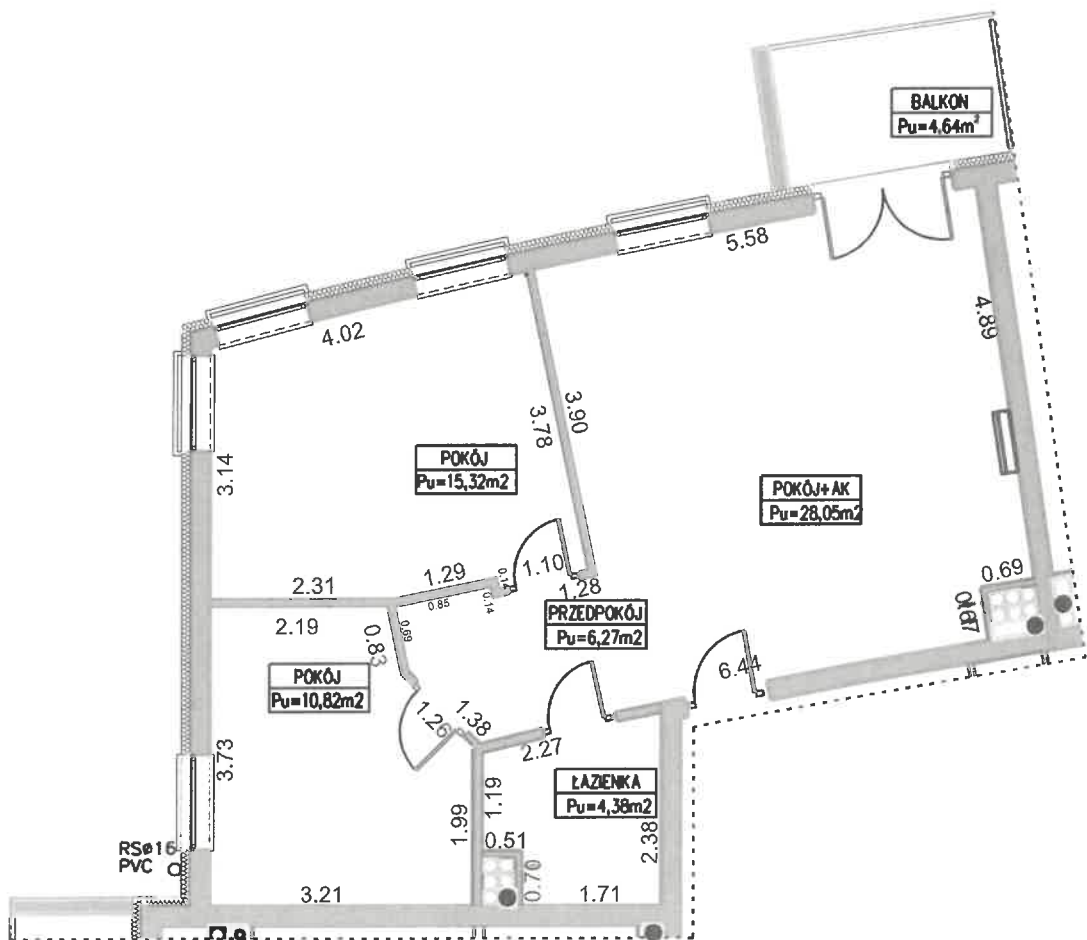 BALKON
Pu=4,64m²
5.58
4.02
4.89
3.90
3.78
3.14
POKÓJ
Pu=15,32m2
POKÓJ+AK
Pu=28,05m2
1.10
0.14
1.29
0.85
0.14
1.28
0.69
2.31
2.19
PRZEDPOKÓJ
Pu=6,27m2
0.83
0.69
POKÓJ
Pu=10,82m2
6.44
1.26
1.38
2.27
3.73
1.99
1.19
ŁAZIENKA
Pu=4,38m2
2.38
0.51
0.70
RSø16
PVC
3.21
1.71